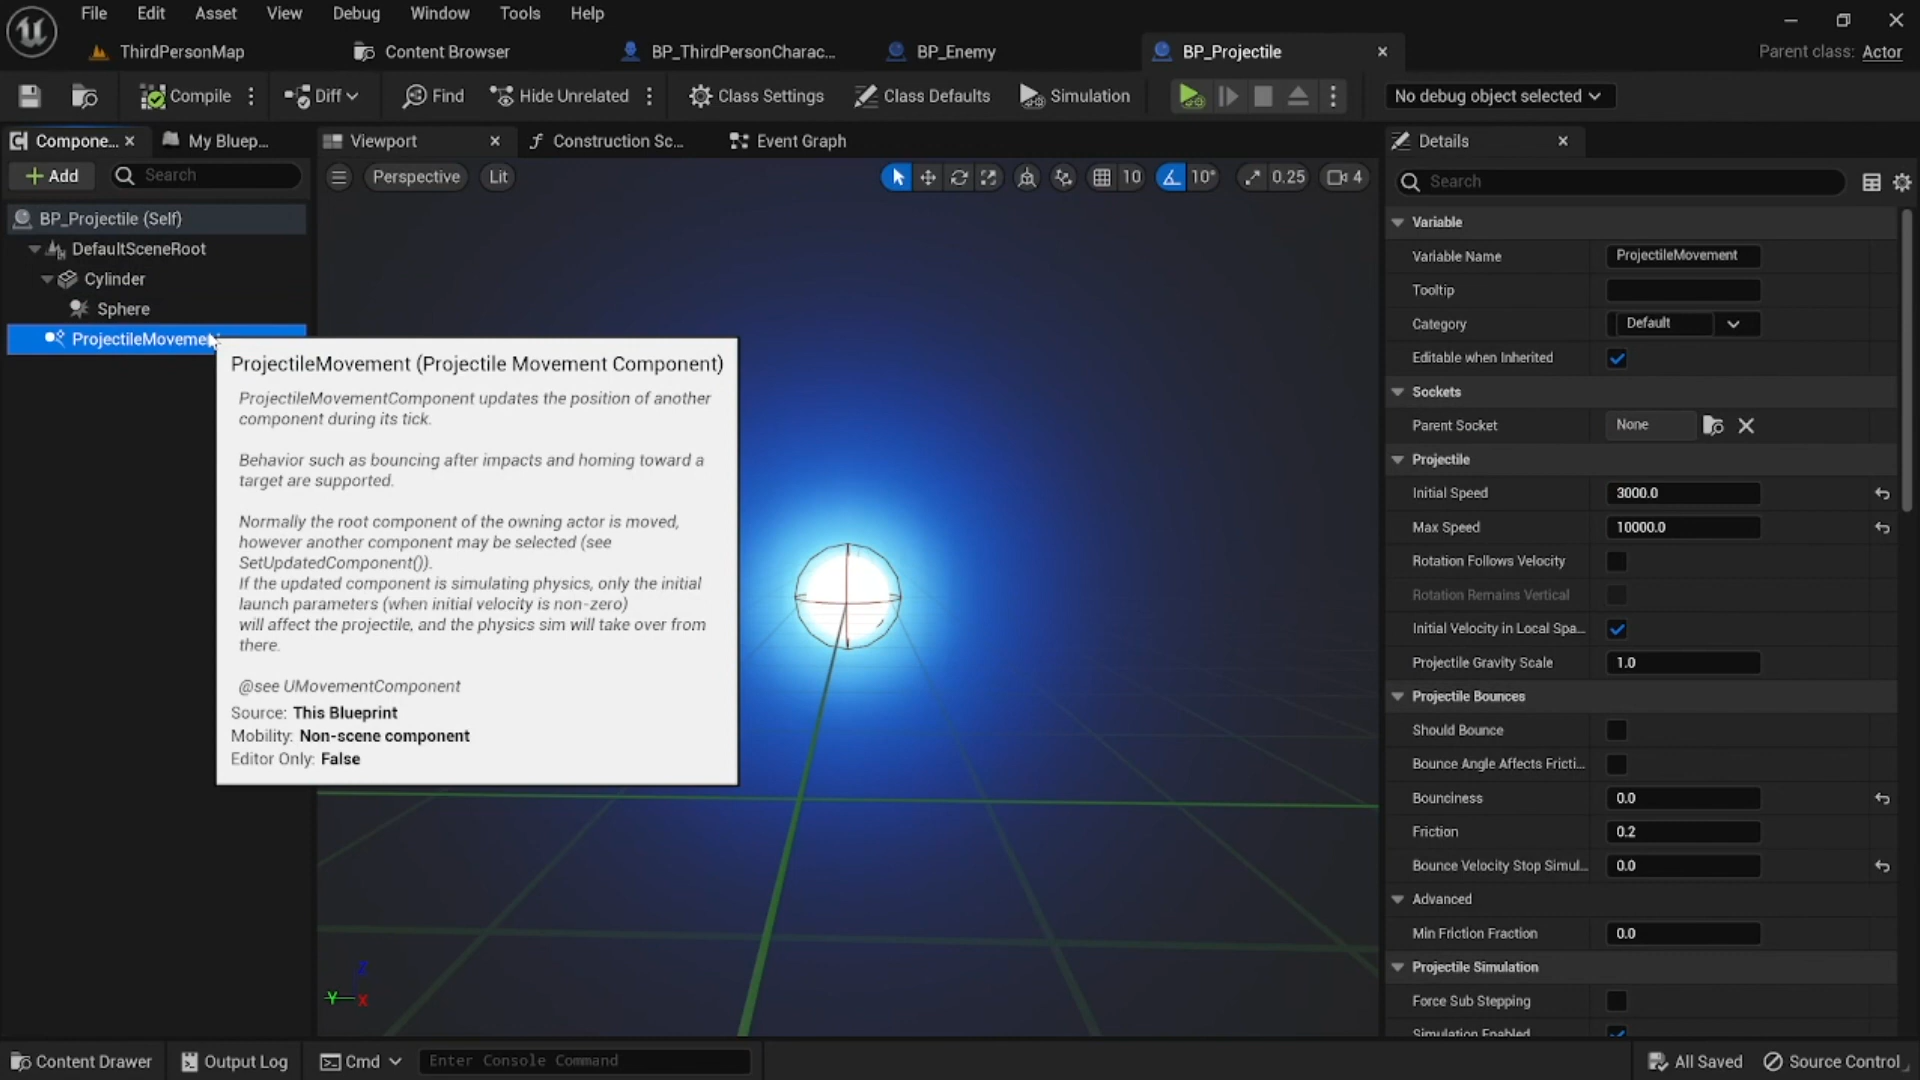 File Edit Asset View Debug Window Tools Help
ThirdPersonMap Content Browser BP_ThirdPersonCharac... BP_Enemy BP_Projectile Parent class: Actor
Compile Diff Find Hide Unrelated Class Settings Class Defaults Simulation No debug object selected
Compone... My Bluep... Viewport Construction Sc... Event Graph Details
Add Search Perspective Lit 10 10° 0.25 4 Search
BP_Projectile (Self)
DefaultSceneRoot
Cylinder
Sphere
ProjectileMovemen
ProjectileMovement (Projectile Movement Component)
ProjectileMovementComponent updates the position of another
component during its tick.
Behavior such as bouncing after impacts and homing toward a
target are supported.
Normally the root component of the owning actor is moved,
however another component may be selected (see
SetUpdatedComponent()).
If the updated component is simulating physics, only the initial
launch parameters (when initial velocity is non-zero)
will affect the projectile, and the physics sim will take over from
there.
@see UMovementComponent
Source: This Blueprint
Mobility: Non-scene component
Editor Only: False
Z
Y X
Variable
Variable Name ProjectileMovement
Tooltip
Category Default
Editable when Inherited
Sockets
Parent Socket None
Projectile
Initial Speed 3000.0
Max Speed 10000.0
Rotation Follows Velocity
Rotation Remains Vertical
Initial Velocity in Local Spa...
Projectile Gravity Scale 1.0
Projectile Bounces
Should Bounce
Bounce Angle Affects Fricti...
Bounciness 0.0
Friction 0.2
Bounce Velocity Stop Simul... 0.0
Advanced
Min Friction Fraction 0.0
Projectile Simulation
Force Sub Stepping
Simulation Enabled
Content Drawer Output Log Cmd Enter Console Command All Saved Source Control